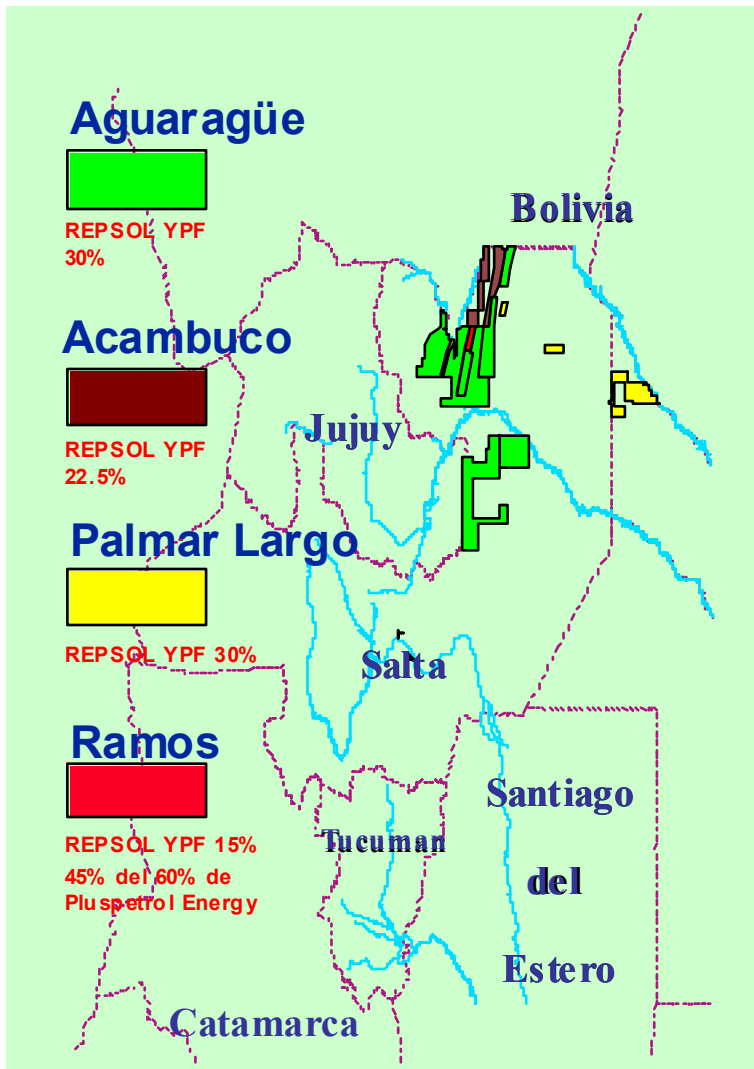 Aguaragüe
REPSOL YPF
30%
Bolivia
Acambuco
REPSOL YPF
22.5%
Jujuy
Palmar Largo
REPSOL YPF 30%
Salta
Ramos
REPSOL YPF 15%
45% del 60% de
Pluspetrol Energy
Tucuman
Santiago
del
Estero
Catamarca